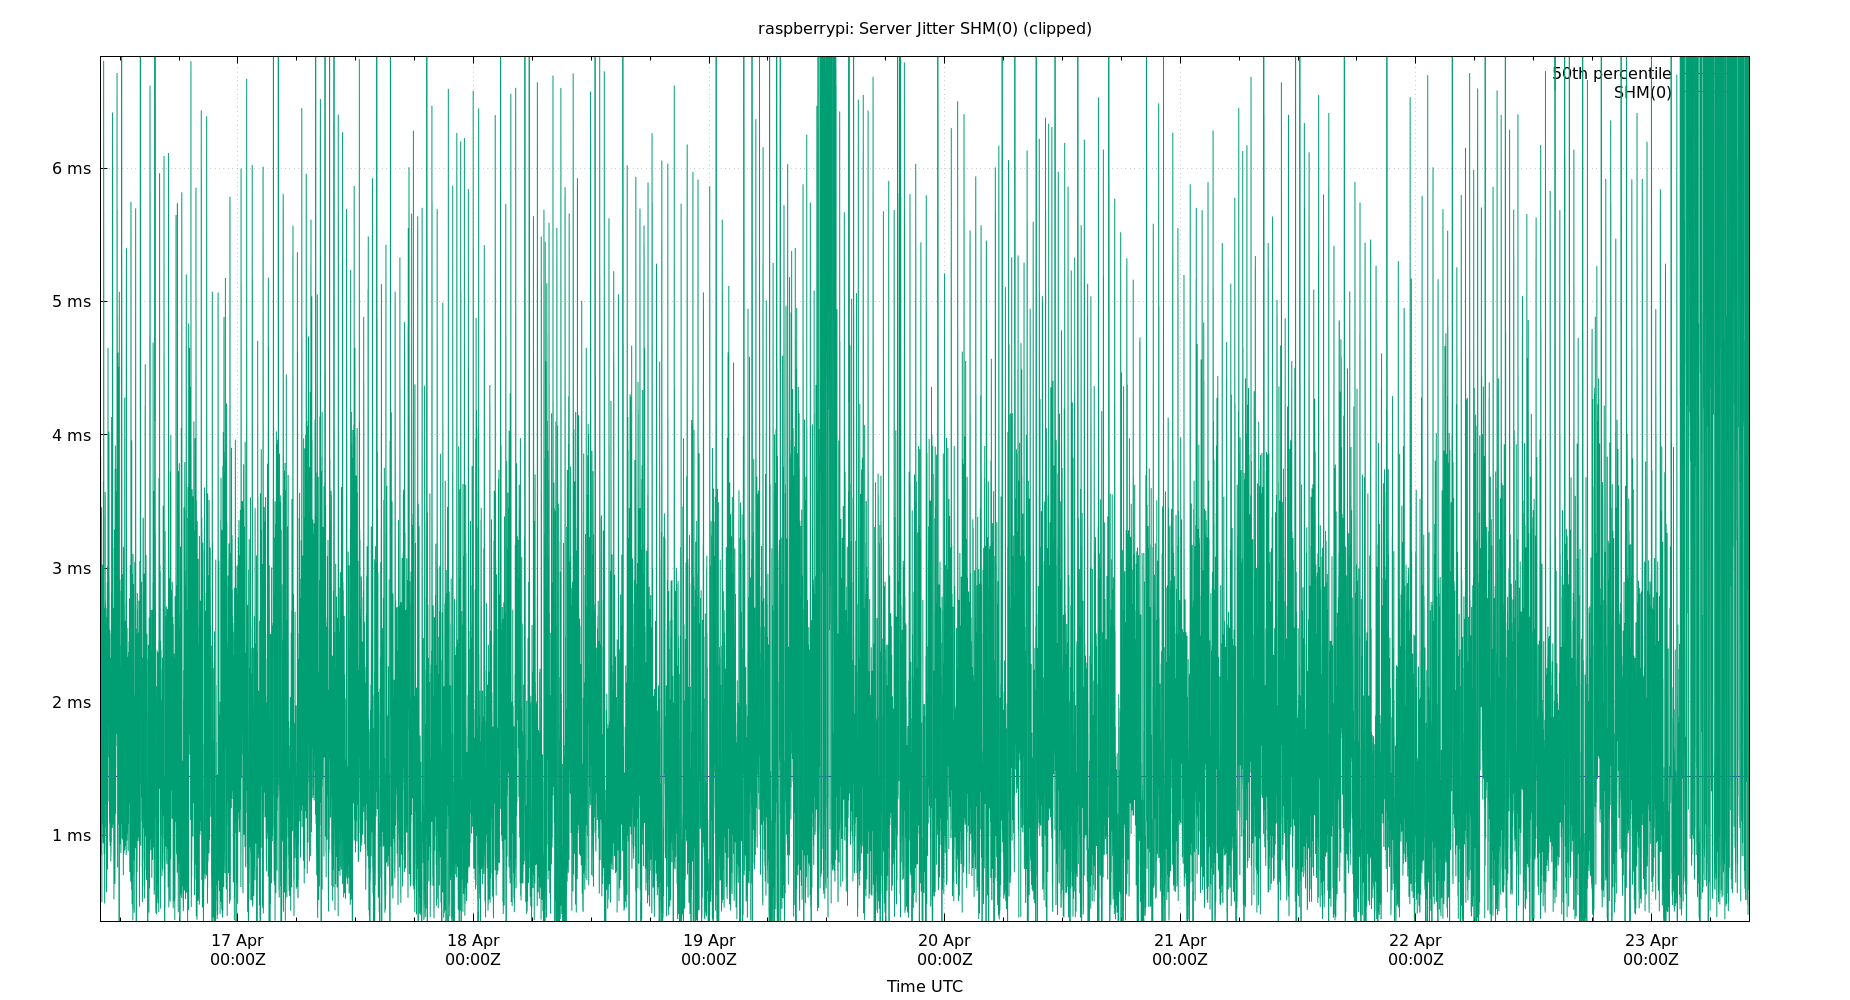 raspberrypi: Server Jitter SHM(0) (clipped)
50th percentile
SHM(0)
6 ms
5 ms
4 ms
3 ms
2 ms
1 ms
17 Apr 18 Apr 19 Apr 20 Apr 21 Apr 22 Apr 23 Apr
00:00Z 00:00Z 00:00Z 00:00Z 00:00Z 00:00Z 00:00Z
Time UTC